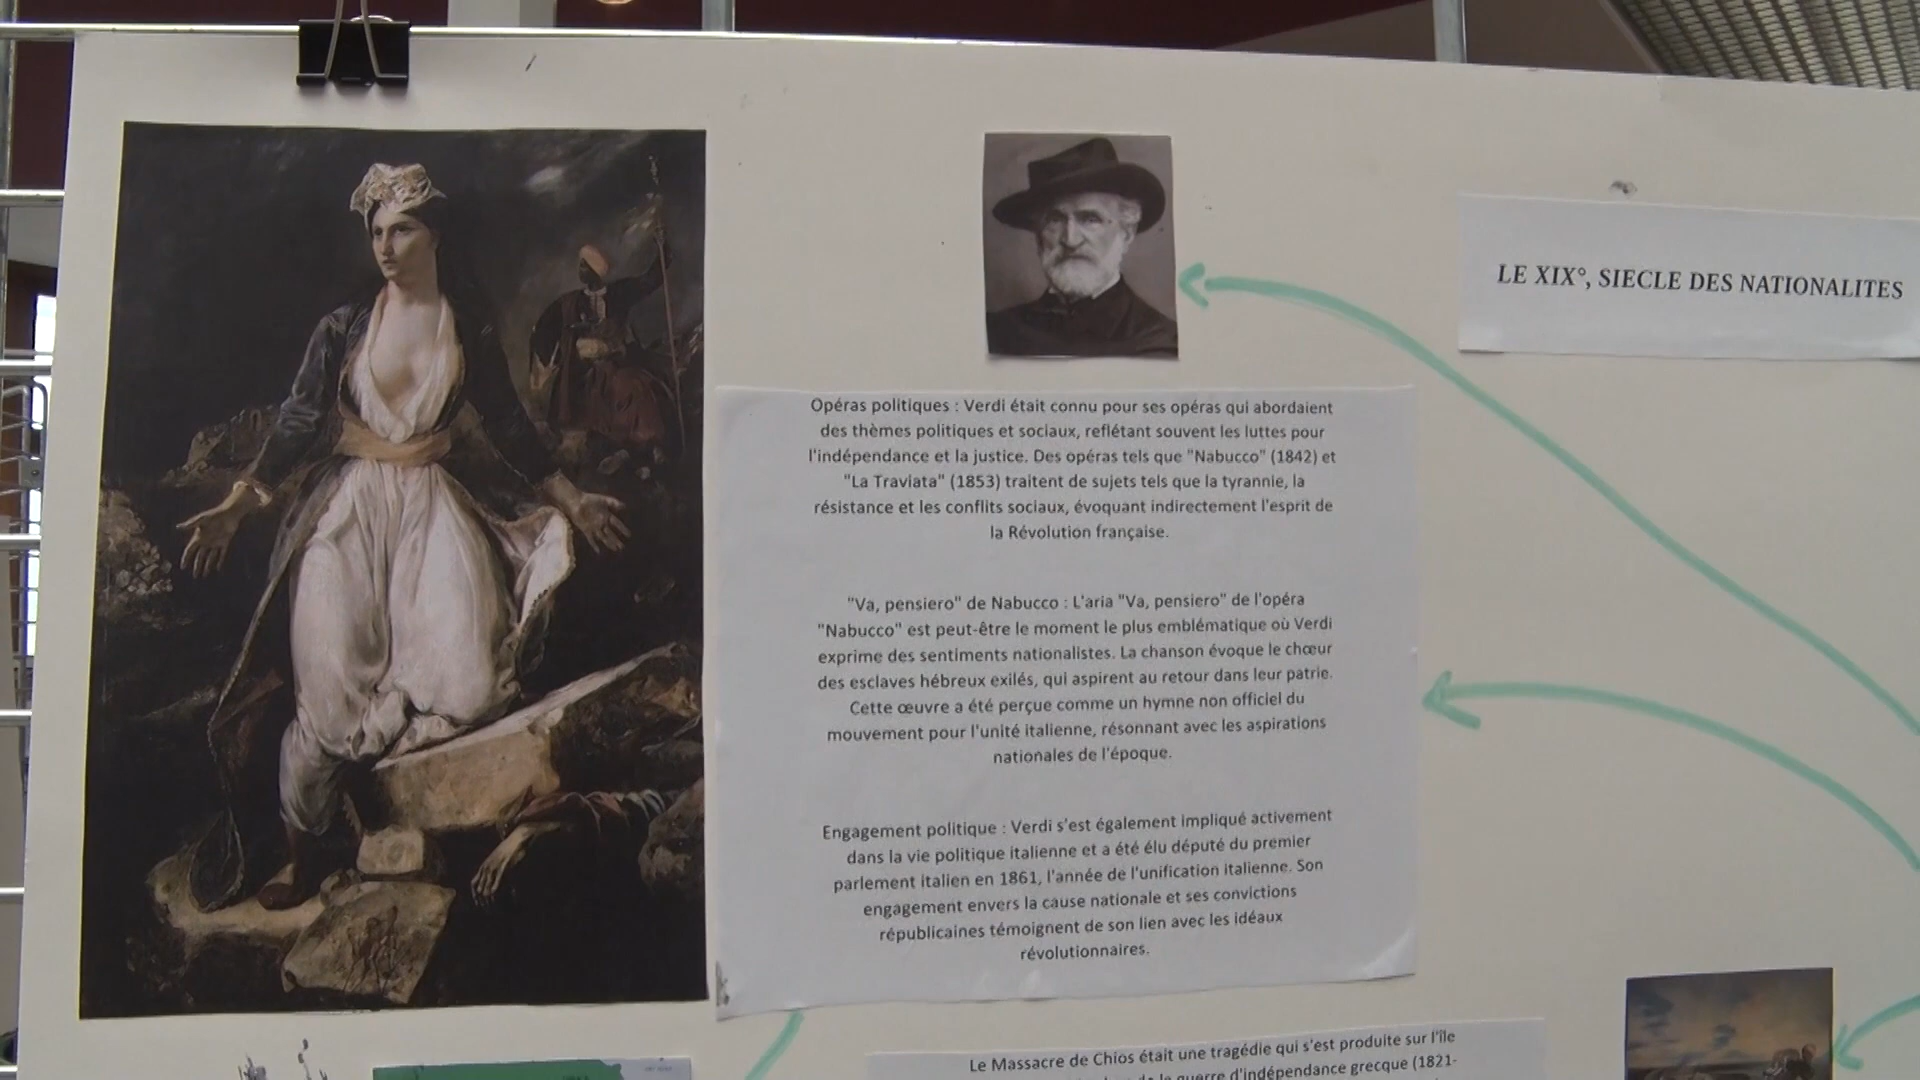 LE XIX°, SIECLE DES NATIONALITES
Opéras politiques : Verdi était connu pour ses opéras qui abordaient
des thèmes politiques et sociaux, reflétant souvent les luttes pour
l'indépendance et la justice. Des opéras tels que "Nabucco" (1842) et
"La Traviata" (1853) traitent de sujets tels que la tyrannie, la
résistance et les conflits sociaux, évoquant indirectement l'esprit de
la Révolution française.
"Va, pensiero" de Nabucco : L'aria "Va, pensiero" de l'opéra
"Nabucco" est peut-être le moment le plus emblématique où Verdi
exprime des sentiments nationalistes. La chanson évoque le chœur
des esclaves hébreux exilés, qui aspirent au retour dans leur patrie.
Cette œuvre a été perçue comme un hymne non officiel du
mouvement pour l'unité italienne, résonnant avec les aspirations
nationales de l'époque.
Engagement politique : Verdi s'est également impliqué activement
dans la vie politique italienne et a été élu député du premier
parlement italien en 1861, l'année de l'unification italienne. Son
engagement envers la cause nationale et ses convictions
républicaines témoignent de son lien avec les idéaux
révolutionnaires.
Le Massacre de Chios était une tragédie qui s'est produite sur l'île
guerre d'indépendance grecque (1821-